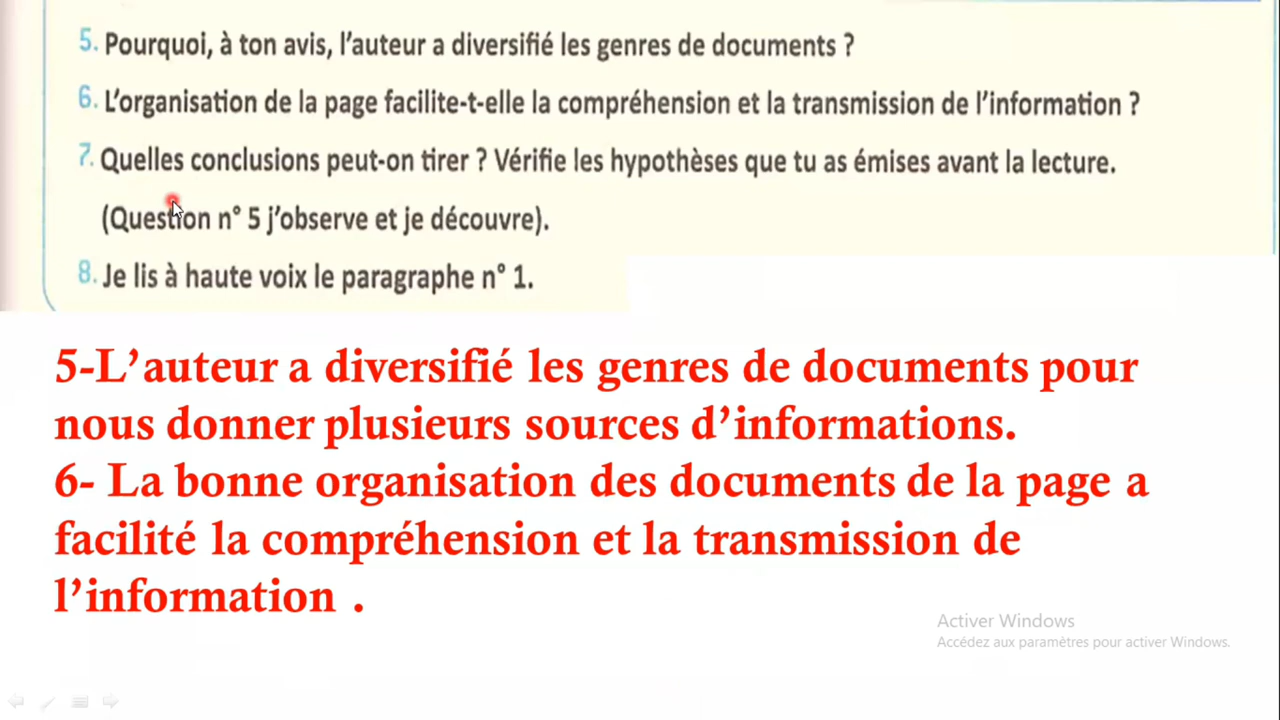 5. Pourquoi, à ton avis, l'auteur a diversifié les genres de documents ?
6. L'organisation de la page facilite-t-elle la compréhension et la transmission de l'information ?
7. Quelles conclusions peut-on tirer ? Vérifie les hypothèses que tu as émises avant la lecture.
(Question n° 5 j'observe et je découvre).
8. Je lis à haute voix le paragraphe n° 1.
5-L'auteur a diversifié les genres de documents pour
nous donner plusieurs sources d'informations.
6- La bonne organisation des documents de la page a
facilité la compréhension et la transmission de
l'information .
Activer Windows
Accédez aux paramètres pour activer Windows.